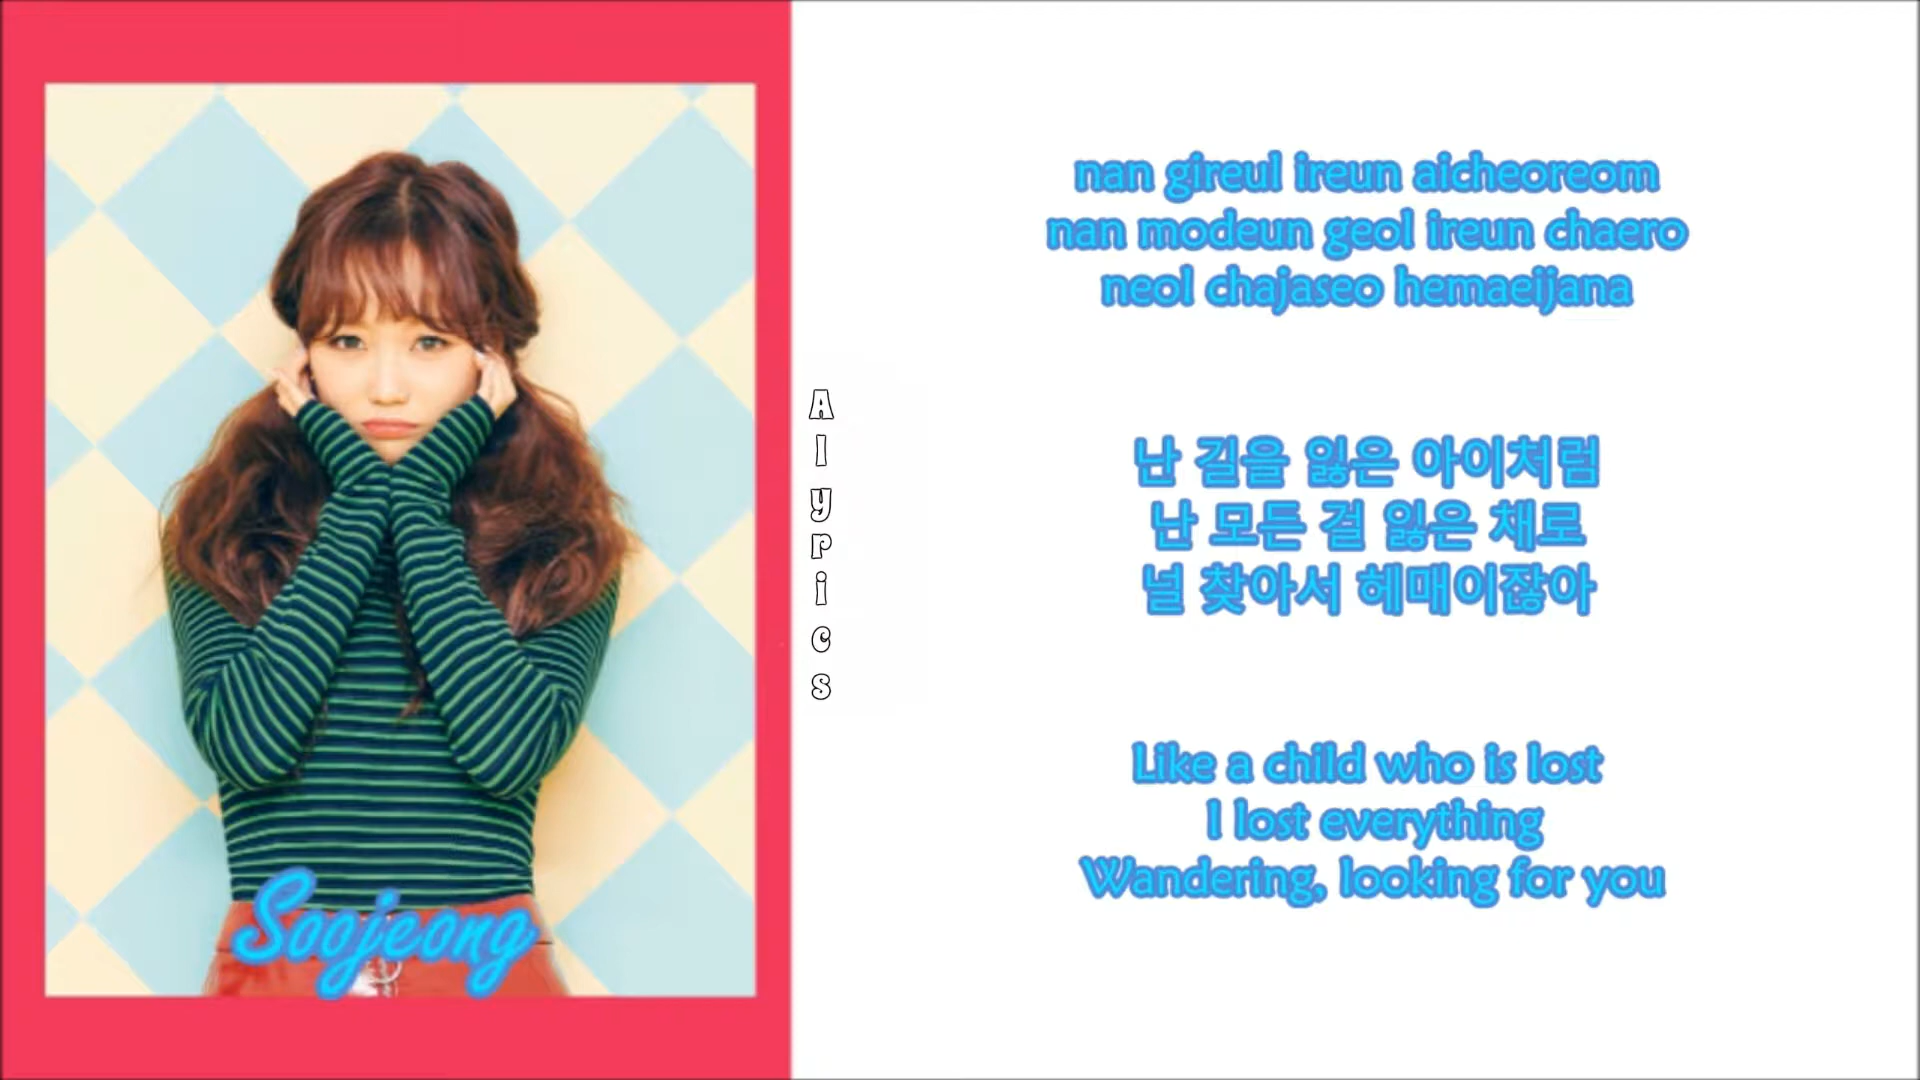 Soojeong
Alypics
nan gireul ireun aicheoreom
nan modeun geol ireun chaero
neol chajaseo hemaeijana
난 길을 잃은 아이처럼
난 모든 걸 잃은 채로
널 찾아서 헤매이잖아
Like a child who is lost
I lost everything
Wandering, looking for you